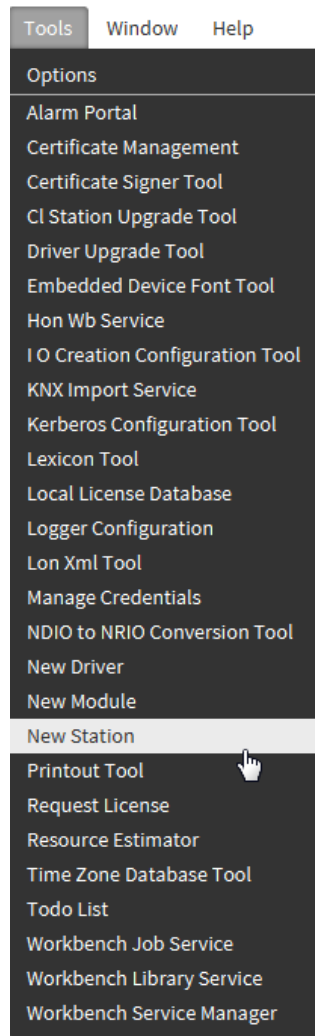 Tools Window Help
Options
Alarm Portal
Certificate Management
Certificate Signer Tool
Cl Station Upgrade Tool
Driver Upgrade Tool
Embedded Device Font Tool
Hon Wb Service
I O Creation Configuration Tool
KNX Import Service
Kerberos Configuration Tool
Lexicon Tool
Local License Database
Logger Configuration
Lon Xml Tool
Manage Credentials
NDIO to NRIO Conversion Tool
New Driver
New Module
New Station
Printout Tool
Request License
Resource Estimator
Time Zone Database Tool
Todo List
Workbench Job Service
Workbench Library Service
Workbench Service Manager